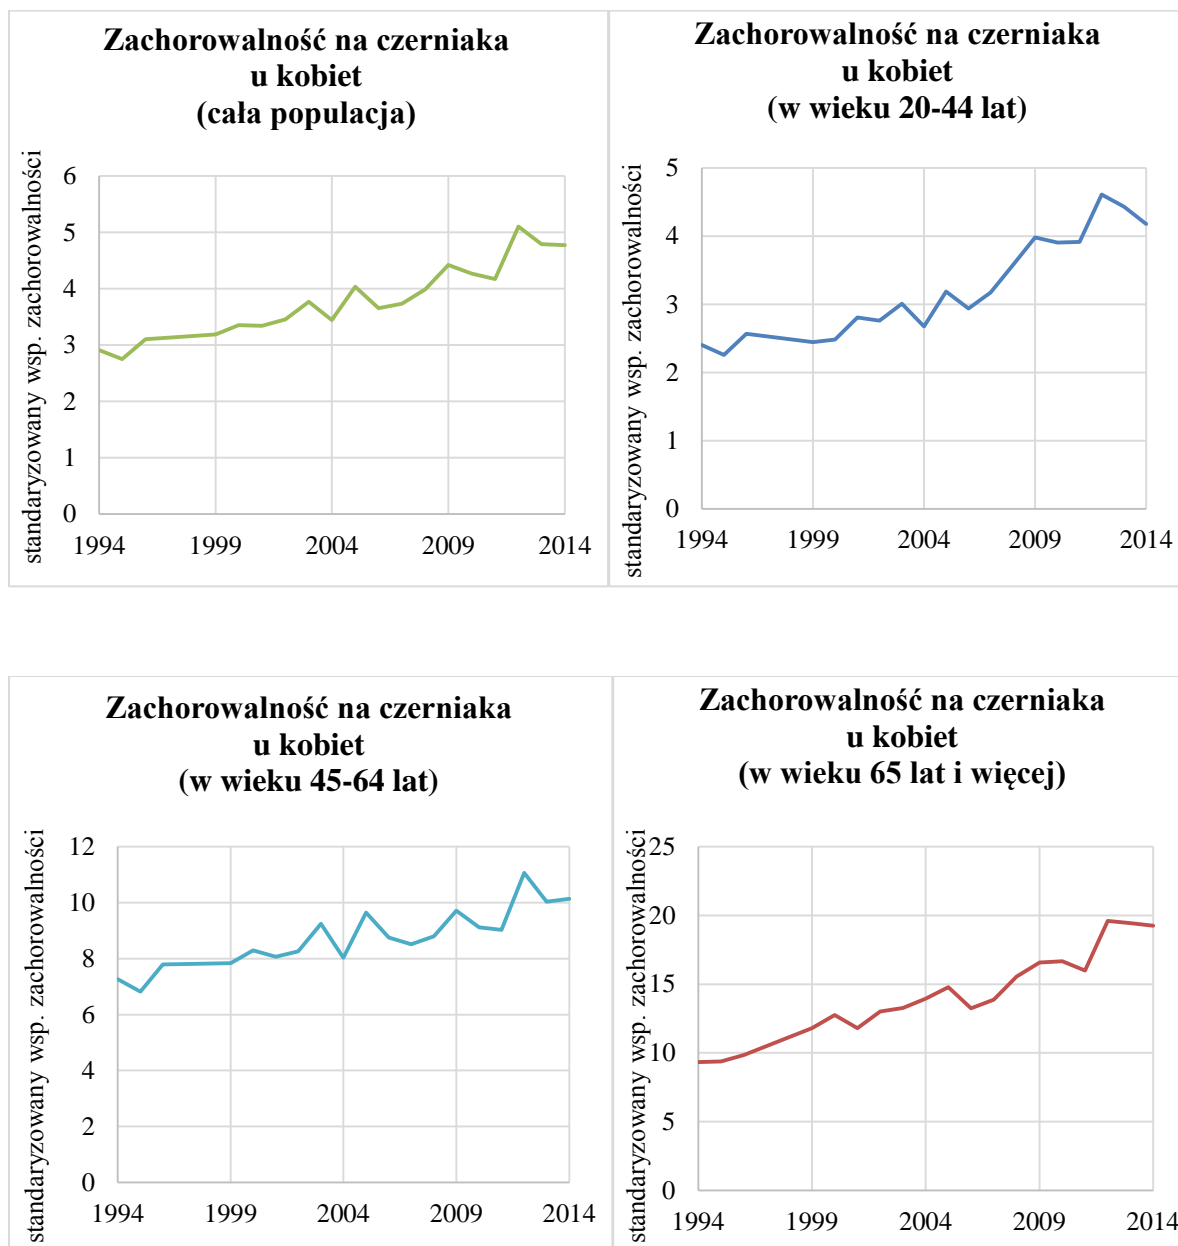 Zachorowalność na czerniaka
u kobiet
(cała populacja)
standaryzowany wsp. zachorowalności
6
5
4
3
2
1
0
1994 1999 2004 2009 2014
Zachorowalność na czerniaka
u kobiet
(w wieku 20-44 lat)
standaryzowany wsp. zachorowalności
5
4
3
2
1
0
1994 1999 2004 2009 2014
Zachorowalność na czerniaka
u kobiet
(w wieku 45-64 lat)
standaryzowany wsp. zachorowalności
12
10
8
6
4
2
0
1994 1999 2004 2009 2014
Zachorowalność na czerniaka
u kobiet
(w wieku 65 lat i więcej)
standaryzowany wsp. zachorowalności
25
20
15
10
5
0
1994 1999 2004 2009 2014